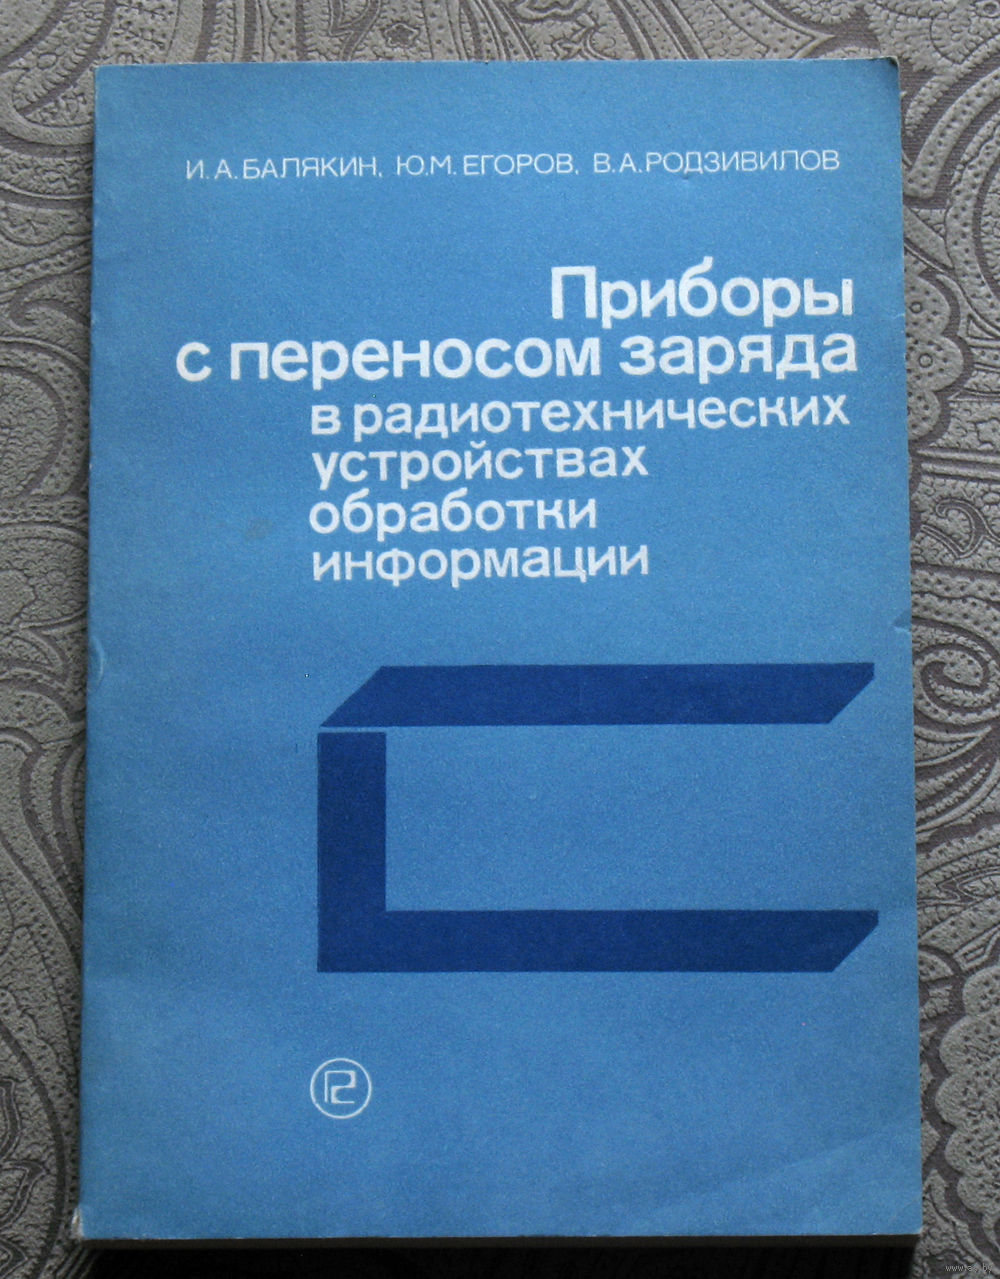 И. А. БАЛЯКИН, Ю. М. ЕГОРОВ, В. А. РОДЗИВИЛОВ
Приборы
с переносом заряда
в радиотехнических
устройствах
обработки
информации